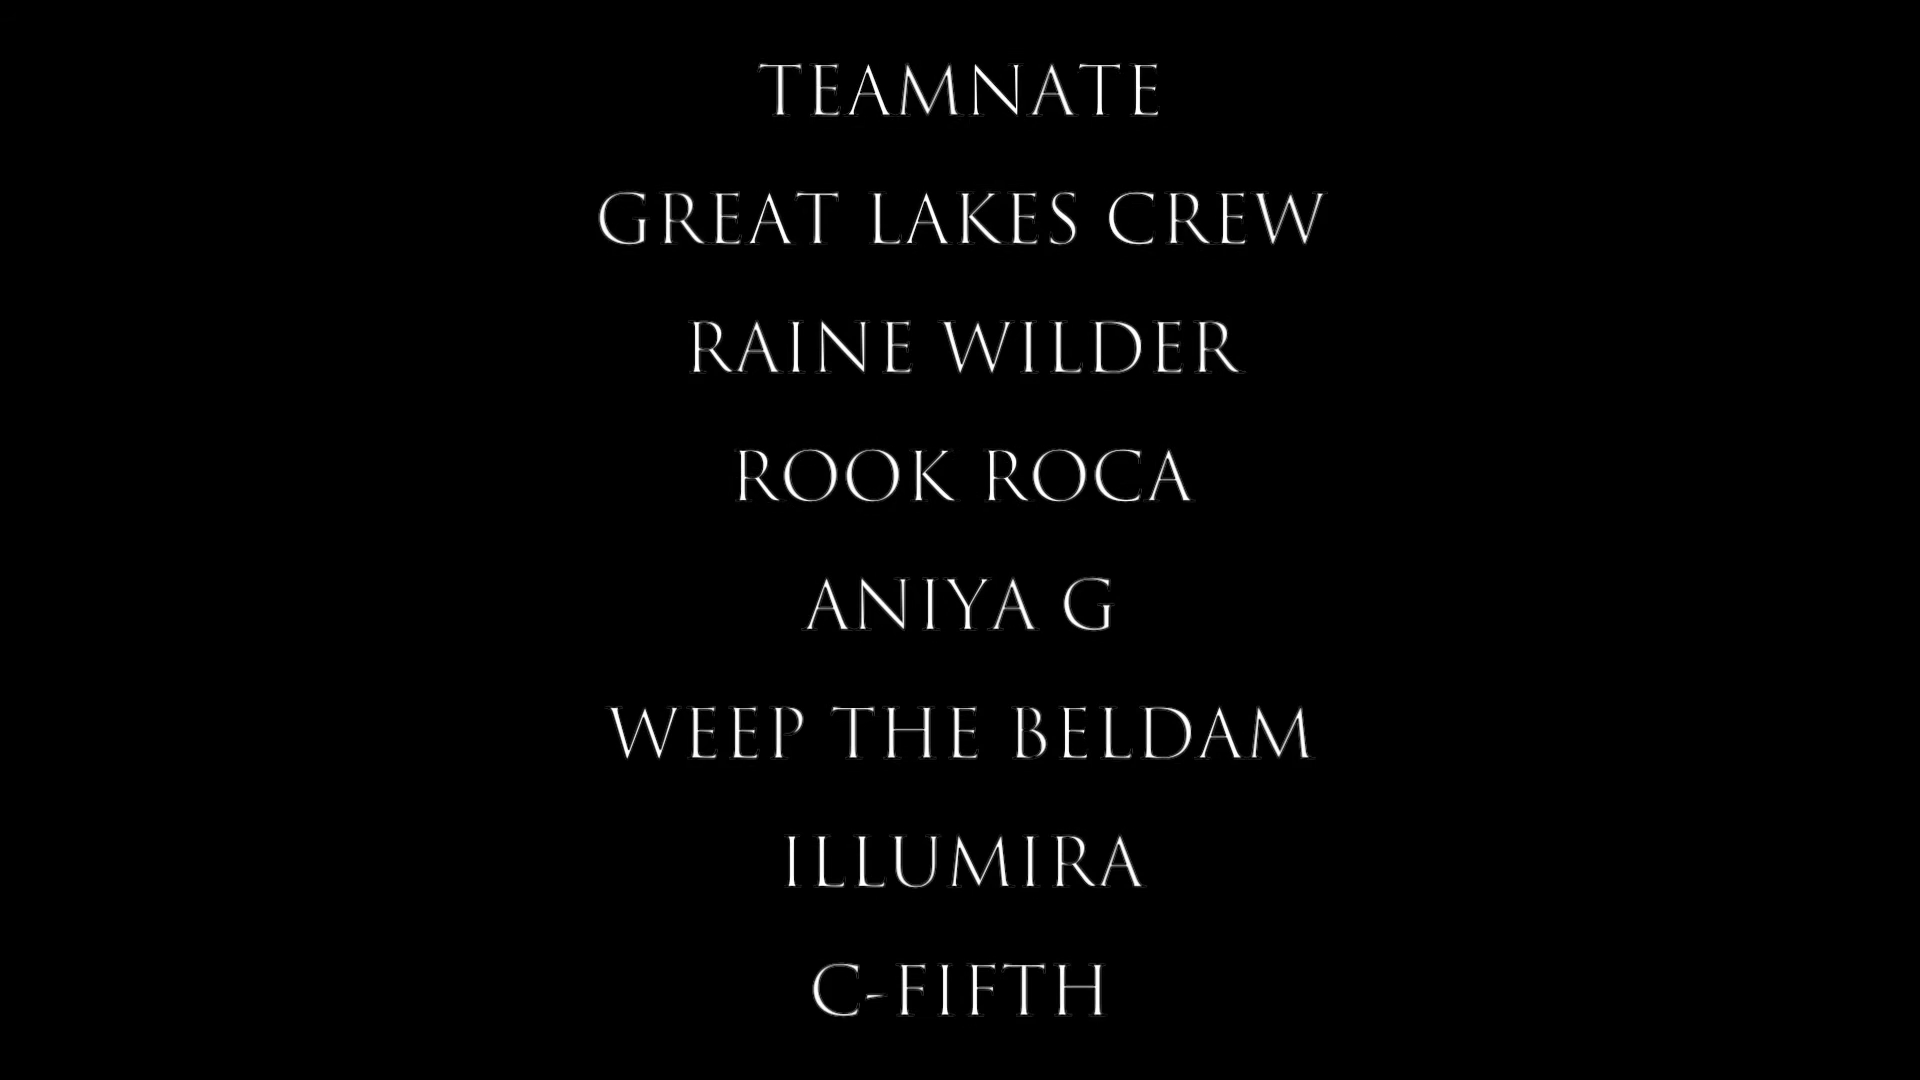 TEAMNATE
GREAT LAKES CREW
RAINE WILDER
ROOK ROCA
ANIYA G
WEEP THE BELDAM
ILLUMIRA
C-FIFTH